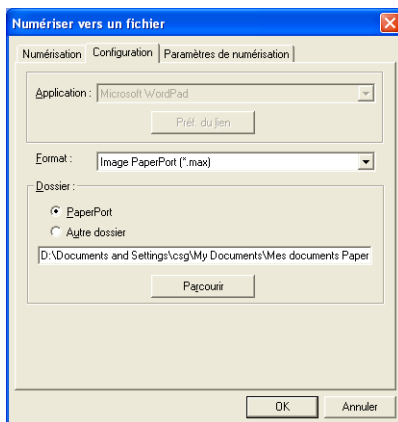 Numériser vers un fichier
Numérisation Configuration Paramètres de numérisation
Application : Microsoft WordPad
Préf. du lien
Format : Image PaperPort (*.max)
Dossier :
PaperPort
Autre dossier
D:\Documents and Settings\csg\My Documents\Mes documents Paper
Parcourir
OK Annuler